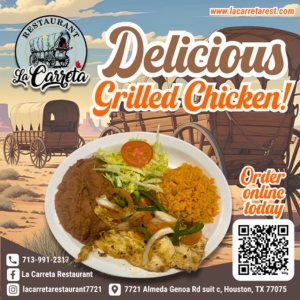 www.lacarretarest.com
RESTAURANT
La Carreta
Delicious
Grilled Chicken!
Order
online
today
713-991-2317
La Carreta Restaurant
lacarretarestaurant7721
7721 Almeda Genoa Rd suit c, Houston, TX 77075